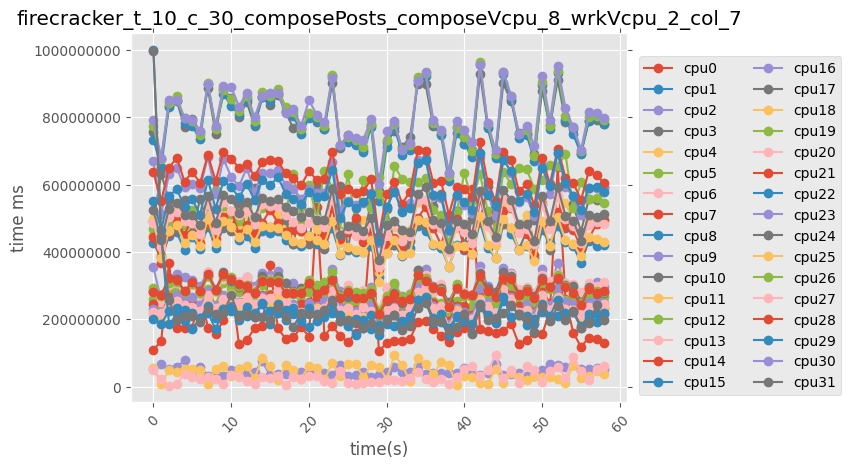 firecracker_t_10_c_30_composePosts_composeVcpu_8_wrkVcpu_2_col_7
time ms
1000000000
800000000
600000000
400000000
200000000
0
0
10
20
30
40
50
60
time(s)
cpu0
cpu1
cpu2
cpu3
cpu4
cpu5
cpu6
cpu7
cpu8
cpu9
cpu10
cpu11
cpu12
cpu13
cpu14
cpu15
cpu16
cpu17
cpu18
cpu19
cpu20
cpu21
cpu22
cpu23
cpu24
cpu25
cpu26
cpu27
cpu28
cpu29
cpu30
cpu31